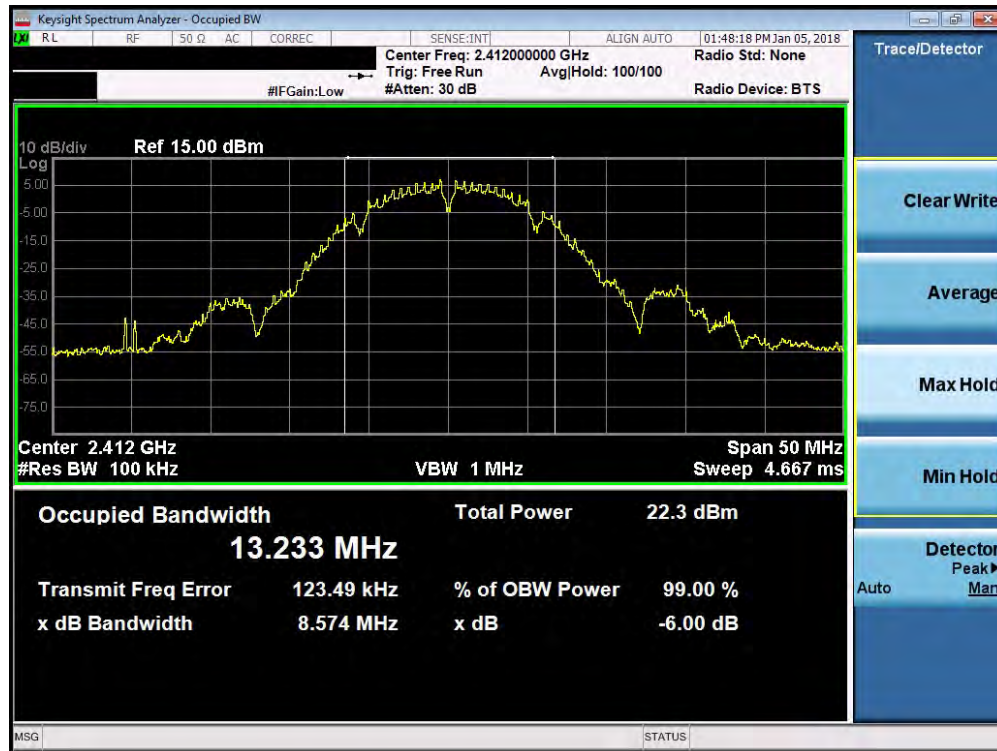 Keysight Spectrum Analyzer - Occupied BW
LXI RL RF 50 Ω AC CORREC SENSE:INT ALIGN AUTO 01:48:18 PM Jan 05, 2018
Center Freq: 2.412000000 GHz Radio Std: None
Trig: Free Run Avg|Hold: 100/100
#IFGain:Low #Atten: 30 dB Radio Device: BTS
10 dB/div Ref 15.00 dBm
Log
5.00
-5.00
-15.0
-25.0
-35.0
-45.0
-55.0
-65.0
-75.0
Center 2.412 GHz Span 50 MHz
#Res BW 100 kHz VBW 1 MHz Sweep 4.667 ms
Occupied Bandwidth Total Power 22.3 dBm
13.233 MHz
Transmit Freq Error 123.49 kHz % of OBW Power 99.00 %
x dB Bandwidth 8.574 MHz x dB -6.00 dB
MSG STATUS
Trace/Detector
Clear Write
Average
Max Hold
Min Hold
Detector
Peak
Auto Man